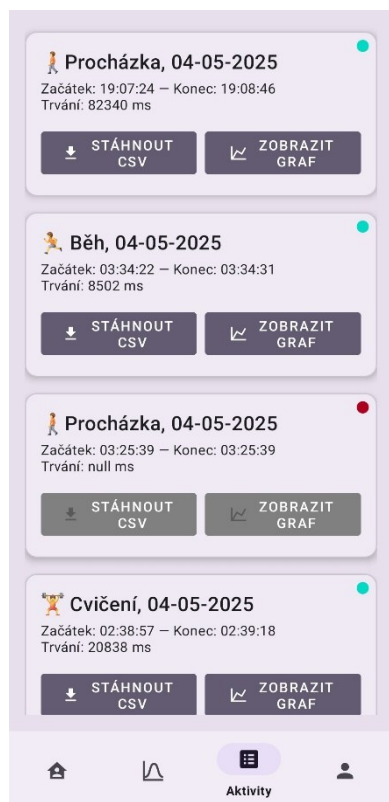 Procházka, 04-05-2025
Začátek: 19:07:24 — Konec: 19:08:46
Trvání: 82340 ms
STÁHNOUT CSV
ZOBRAZIT GRAF
Běh, 04-05-2025
Začátek: 03:34:22 — Konec: 03:34:31
Trvání: 8502 ms
STÁHNOUT CSV
ZOBRAZIT GRAF
Procházka, 04-05-2025
Začátek: 03:25:39 — Konec: 03:25:39
Trvání: null ms
STÁHNOUT CSV
ZOBRAZIT GRAF
Cvičení, 04-05-2025
Začátek: 02:38:57 — Konec: 02:39:18
Trvání: 20838 ms
STÁHNOUT CSV
ZOBRAZIT GRAF
Aktivity